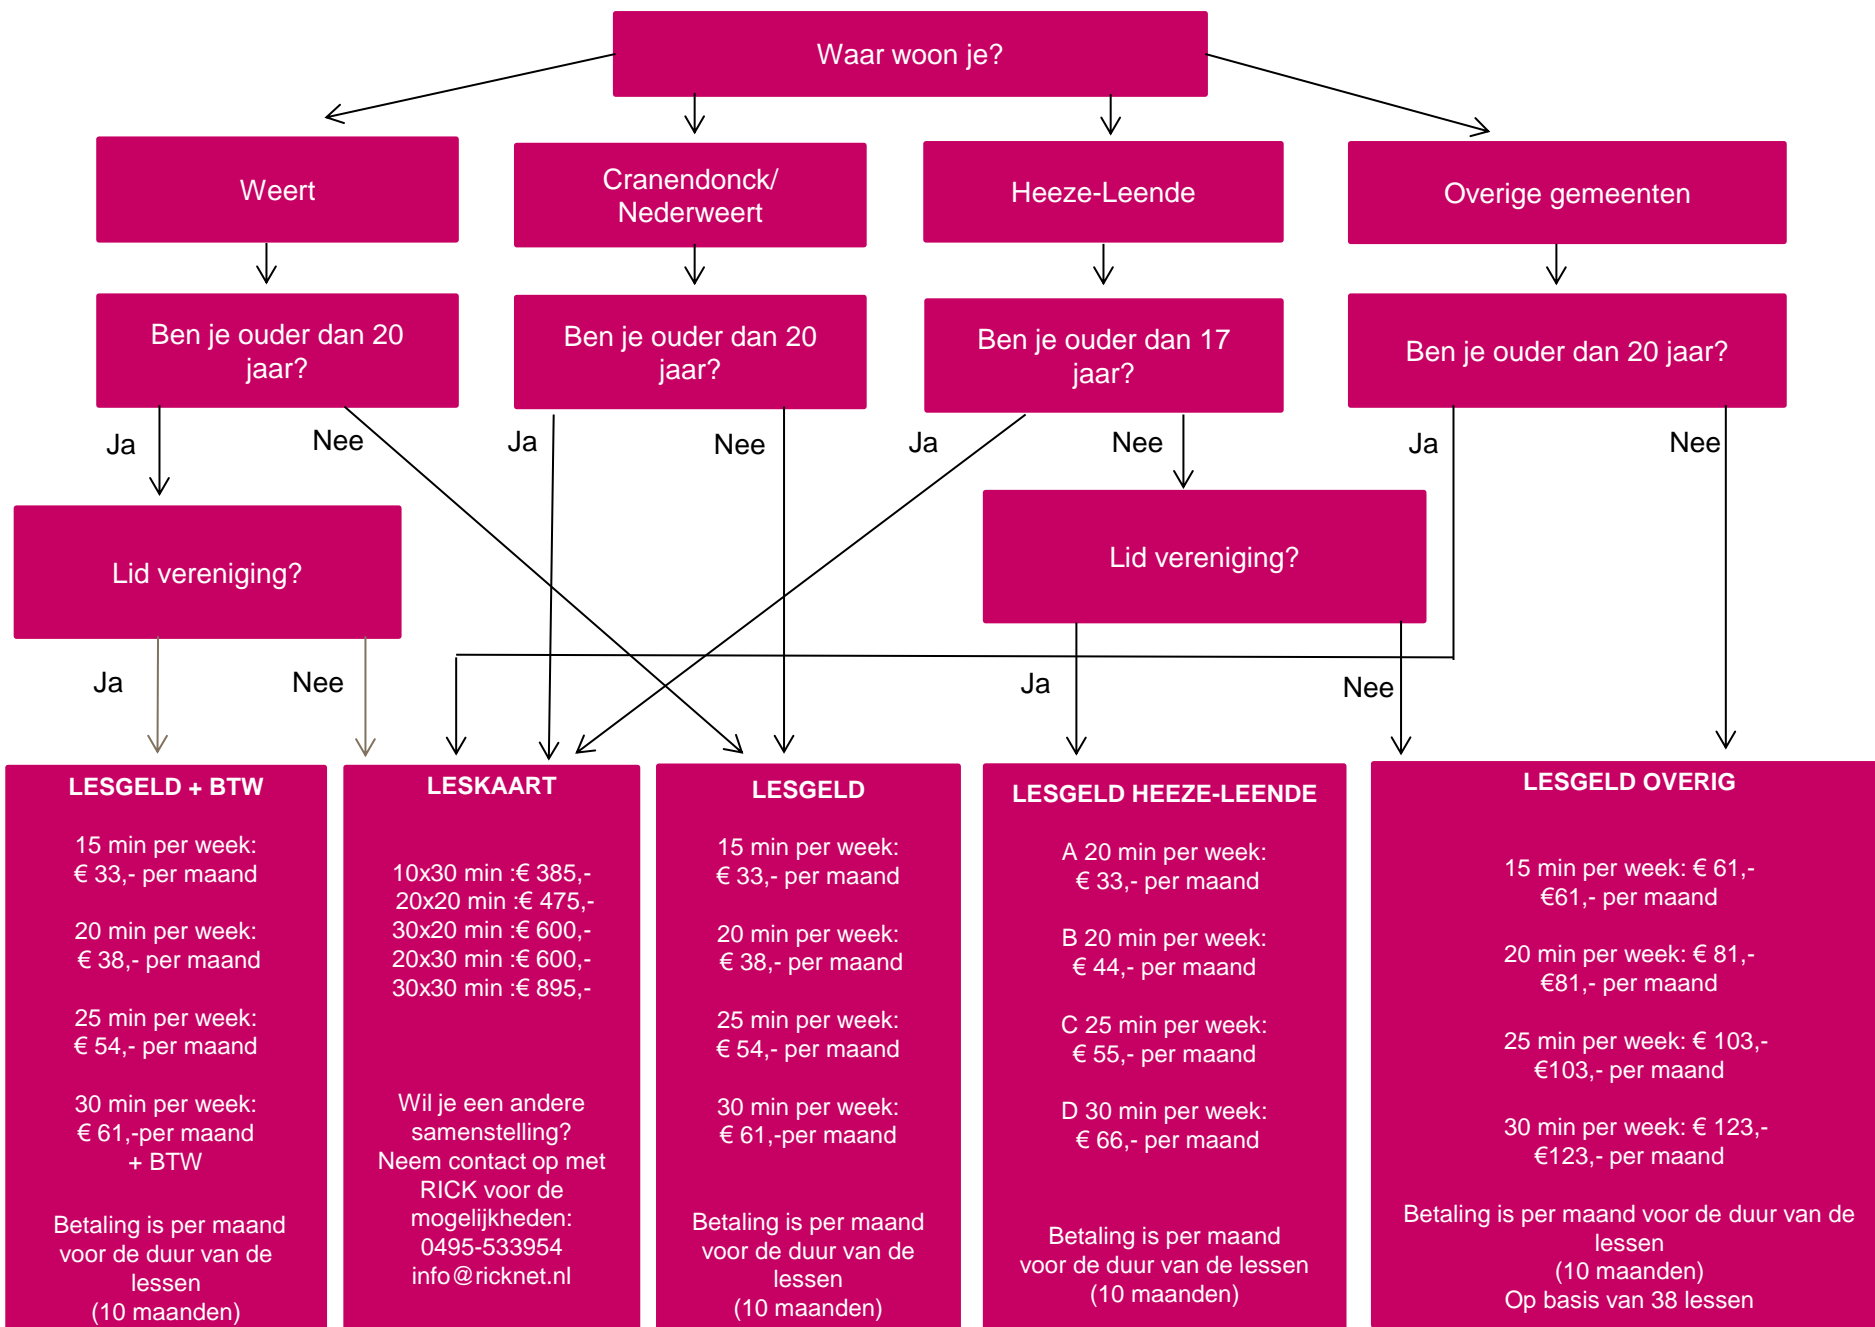 Waar woon je?
Weert
Cranendonck/
Nederweert
Heeze-Leende
Overige gemeenten
Ben je ouder dan 20
jaar?
Ben je ouder dan 20
jaar?
Ben je ouder dan 17
jaar?
Ben je ouder dan 20 jaar?
Ja
Nee
Ja
Nee
Ja
Nee
Ja
Nee
Lid vereniging?
Lid vereniging?
Ja
Nee
Ja
Nee
LESGELD + BTW
15 min per week:
€ 33,- per maand
20 min per week:
€ 38,- per maand
25 min per week:
€ 54,- per maand
30 min per week:
€ 61,-per maand
+ BTW
Betaling is per maand
voor de duur van de
lessen
(10 maanden)
LESKAART
10x30 min :€ 385,-
20x20 min :€ 475,-
30x20 min :€ 600,-
20x30 min :€ 600,-
30x30 min :€ 895,-
Wil je een andere
samenstelling?
Neem contact op met
RICK voor de
mogelijkheden:
0495-533954
info@ricknet.nl
LESGELD
15 min per week:
€ 33,- per maand
20 min per week:
€ 38,- per maand
25 min per week:
€ 54,- per maand
30 min per week:
€ 61,-per maand
Betaling is per maand
voor de duur van de
lessen
(10 maanden)
LESGELD HEEZE-LEENDE
A 20 min per week:
€ 33,- per maand
B 20 min per week:
€ 44,- per maand
C 25 min per week:
€ 55,- per maand
D 30 min per week:
€ 66,- per maand
Betaling is per maand
voor de duur van de lessen
(10 maanden)
LESGELD OVERIG
15 min per week: € 61,-
€61,- per maand
20 min per week: € 81,-
€81,- per maand
25 min per week: € 103,-
€103,- per maand
30 min per week: € 123,-
€123,- per maand
Betaling is per maand voor de duur van de
lessen
(10 maanden)
Op basis van 38 lessen